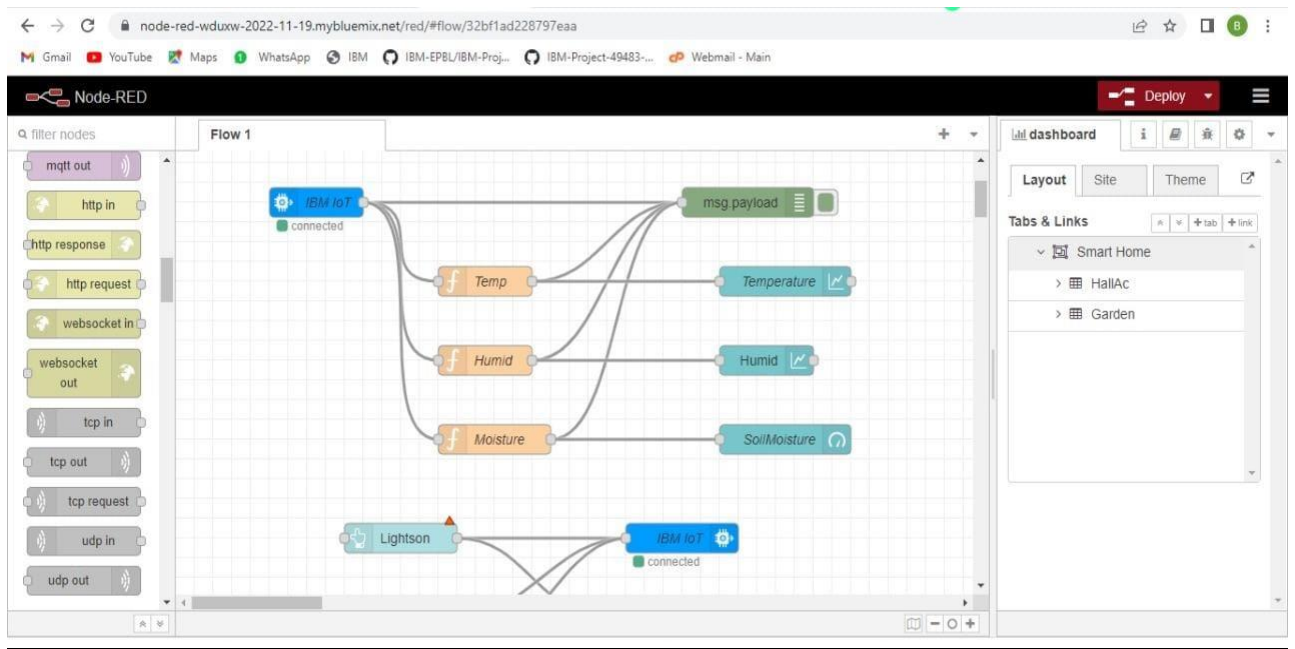 node-red-wduxw-2022-11-19.mybluemix.net/red/#flow/32bf1ad228797eaa
B
Gmail YouTube Maps WhatsApp IBM IBM-EPBL/IBM-Proj... IBM-Project-49483-... cP Webmail - Main
Node-RED
Deploy
filter nodes
Flow 1
dashboard
mqtt out
http in
http response
http request
websocket in
websocket
out
tcp in
tcp out
tcp request
udp in
udp out
IBM IoT
connected
msg.payload
f Temp
Temperature
f Humid
Humid
f Moisture
SoilMoisture
Lightson
IBM IoT
connected
Layout Site Theme
Tabs & Links
+ tab + link
Smart Home
HallAc
Garden